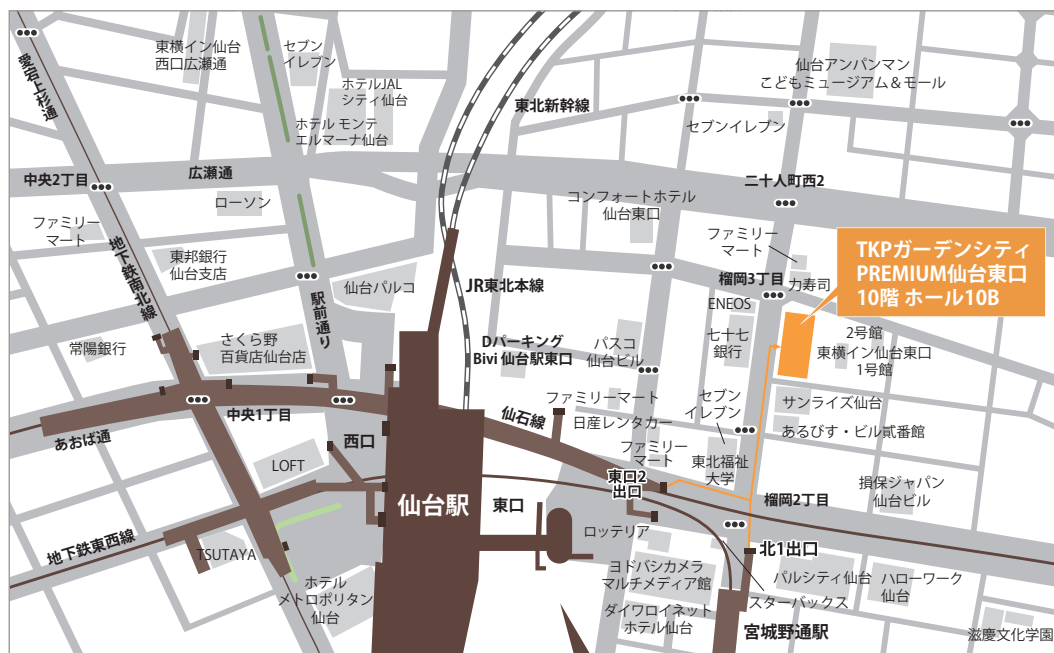 東横イン仙台
西口広瀬通
セブン
イレブン
ホテルJAL
シティ仙台
ホテル モンテ
エルマーナ仙台
愛宕上杉通
東北新幹線
仙台アンパンマン
こどもミュージアム＆モール
セブンイレブン
中央2丁目
広瀬通
二十人町西2
ローソン
コンフォートホテル
仙台東口
ファミリー
マート
東邦銀行
仙台支店
地下鉄南北線
駅前通り
仙台パルコ
JR東北本線
ファミリー
マート
榴岡3丁目
力寿司
ENEOS
TKPガーデンシティ
PREMIUM仙台東口
10階 ホール10B
常陽銀行
さくら野
百貨店仙台店
Dパーキング
Bivi 仙台駅東口
パスコ
仙台ビル
七十七
銀行
2号館
東横イン仙台東口
1号館
ファミリーマート
日産レンタカー
セブン
イレブン
サンライズ仙台
あるびす・ビル貳番館
中央1丁目
あおば通
西口
仙石線
ファミリー
マート
東北福祉
大学
LOFT
東口2
出口
榴岡2丁目
損保ジャパン
仙台ビル
仙台駅
東口
ロッテリア
地下鉄東西線
TSUTAYA
北1出口
ホテル
メトロポリタン
仙台
ヨドバシカメラ
マルチメディア館
パルシティ仙台
ハローワーク
仙台
スターバックス
ダイワロイネット
ホテル仙台
宮城野通駅
滋慶文化学園